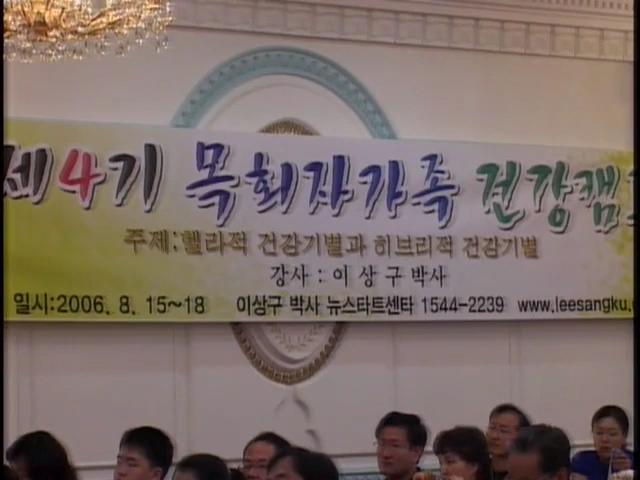 제4기 목회자가족 건강캠
주제:헬라적 건강기별과 히브리적 건강기별
강사 : 이 상 구 박사
일시:2006. 8. 15~18 이상구 박사 뉴스타트센타 1544-2239 www.leesangku.